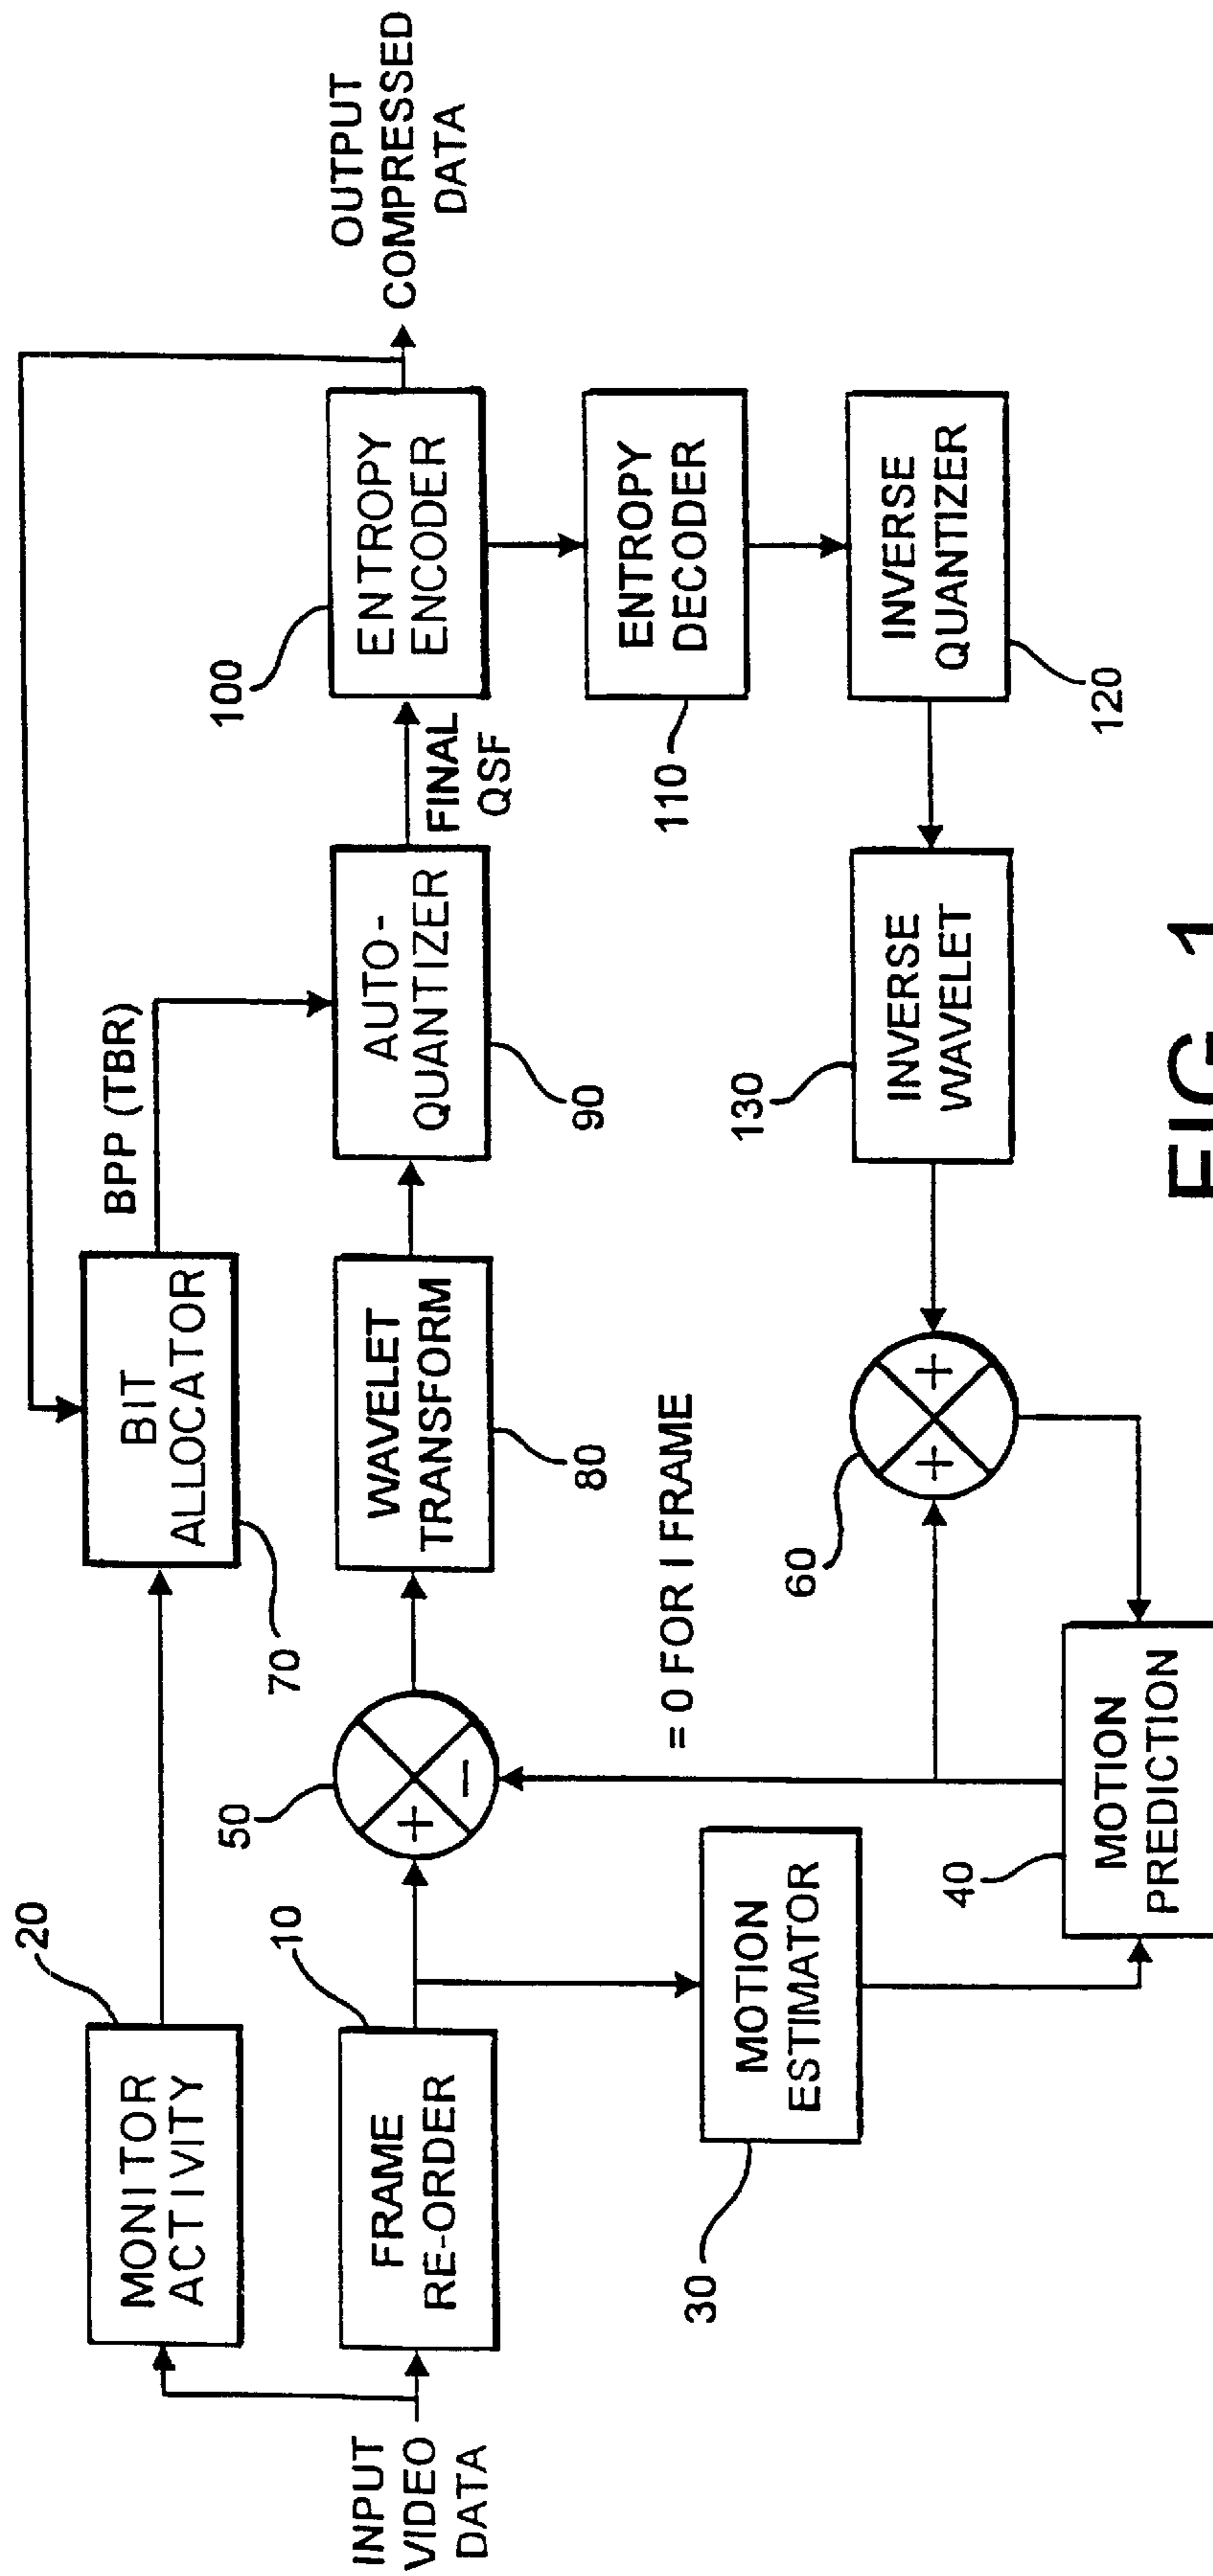 INPUT
VIDEO
DATA
MONITOR
ACTIVITY
20
FRAME
RE-ORDER
10
50
+
−
BIT
ALLOCATOR
70
BPP (TBR)
WAVELET
TRANSFORM
80
AUTO-
QUANTIZER
90
FINAL
QSF
ENTROPY
ENCODER
100
OUTPUT
COMPRESSED
DATA
MOTION
ESTIMATOR
30
= 0 FOR I FRAME
ENTROPY
DECODER
110
MOTION
PREDICTION
40
60
+
+
INVERSE
WAVELET
130
INVERSE
QUANTIZER
120
FIG. 1